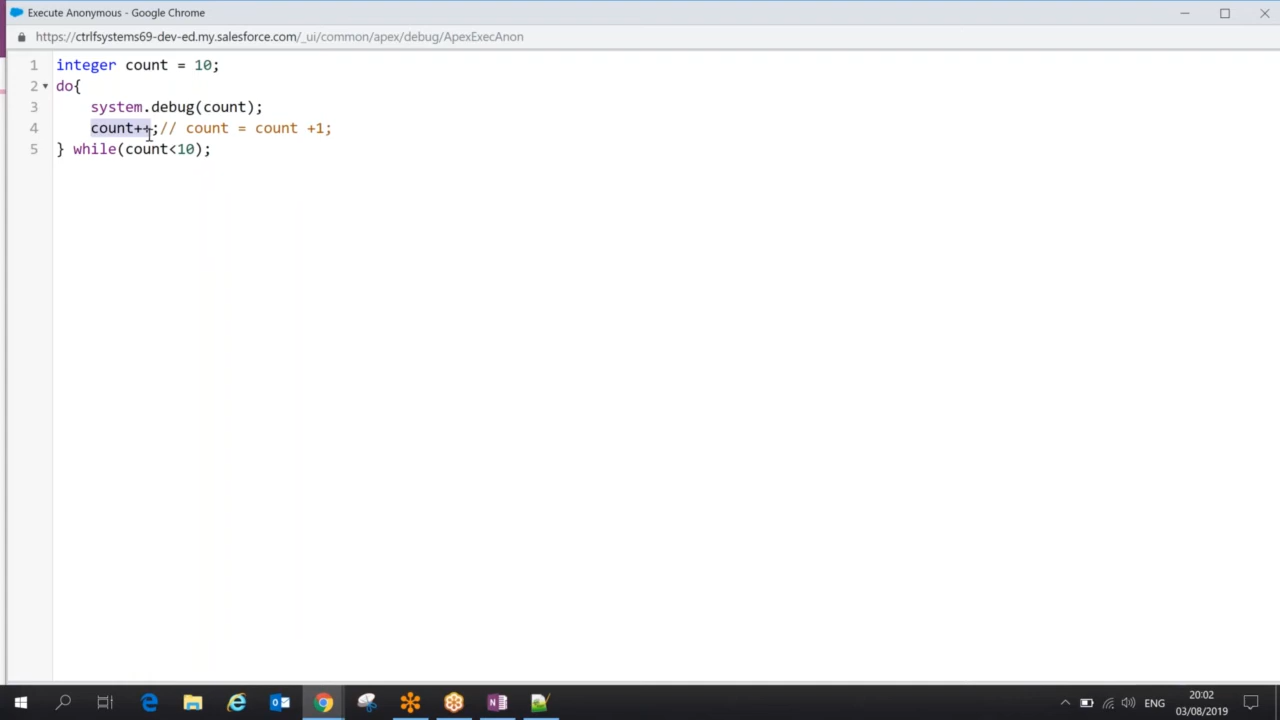 Execute Anonymous - Google Chrome
https://ctrlfsystems69-dev-ed.my.salesforce.com/_ui/common/apex/debug/ApexExecAnon
1 integer count = 10;
2 do{
3 system.debug(count);
4 count++;// count = count +1;
5 } while(count<10);
ENG
20:02
03/08/2019